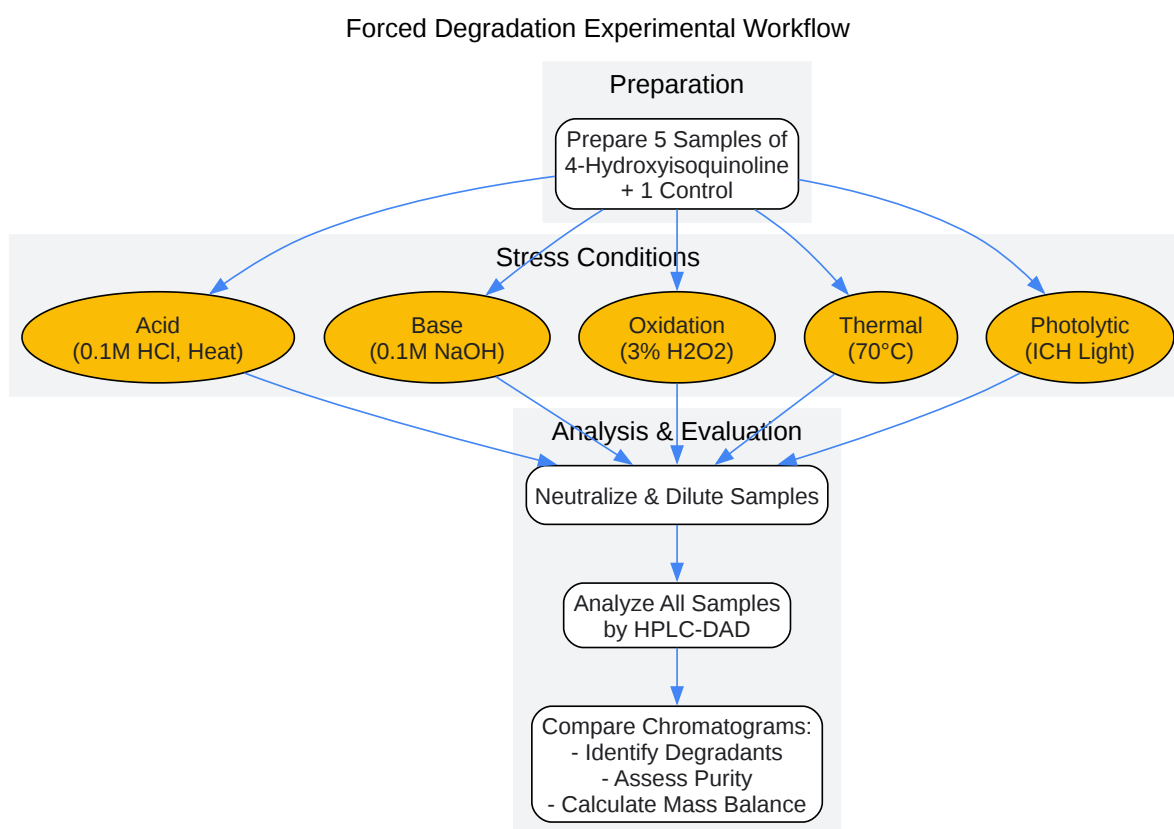 Forced Degradation Experimental Workflow
Preparation
Prepare 5 Samples of
4-Hydroxyisoquinoline
+ 1 Control
Stress Conditions
Acid
(0.1M HCl, Heat)
Base
(0.1M NaOH)
Oxidation
(3% H2O2)
Thermal
(70°C)
Photolytic
(ICH Light)
Analysis & Evaluation
Neutralize & Dilute Samples
Analyze All Samples
by HPLC-DAD
Compare Chromatograms:
- Identify Degradants
- Assess Purity
- Calculate Mass Balance